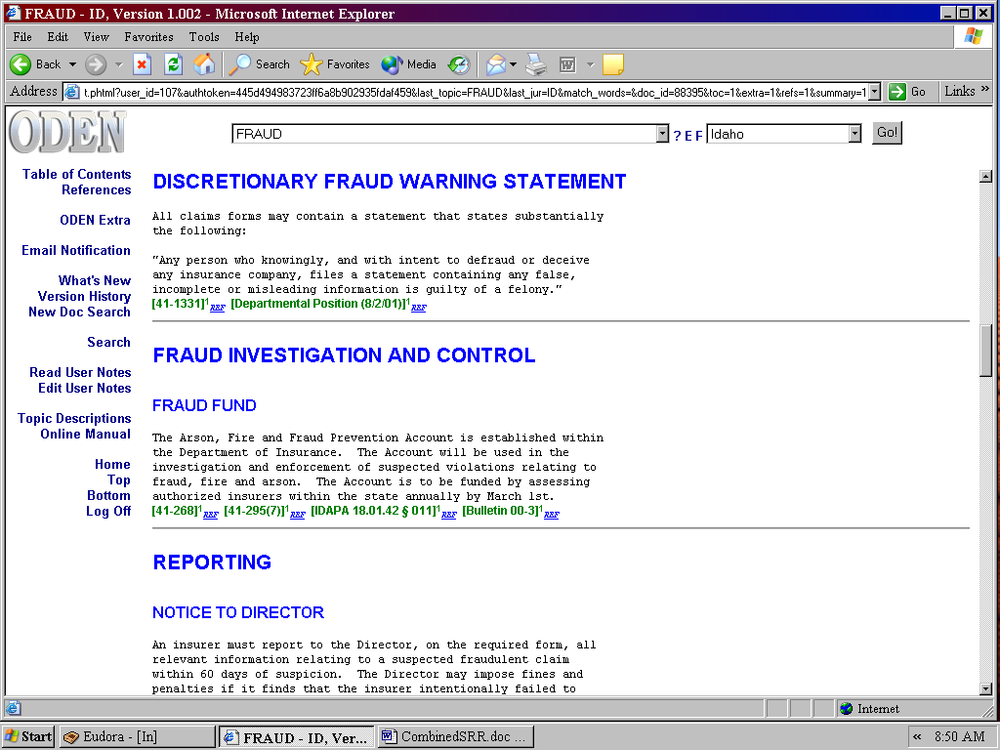 FRAUD - ID, Version 1.002 - Microsoft Internet Explorer
File Edit View Favorites Tools Help
Back Search Favorites Media
Address t.phtml?user_id=107&authtoken=445d494983723ff6a8b902935fdaf459&last_topic=FRAUD&last_jur=ID&match_words=&doc_id=88395&toc=1&extra=1&refs=1&summary=1 Go Links »
ODEN
FRAUD ? E F Idaho Go!
Table of Contents
References
ODEN Extra
Email Notification
What's New
Version History
New Doc Search
Search
Read User Notes
Edit User Notes
Topic Descriptions
Online Manual
Home
Top
Bottom
Log Off
DISCRETIONARY FRAUD WARNING STATEMENT
All claims forms may contain a statement that states substantially
the following:
"Any person who knowingly, and with intent to defraud or deceive
any insurance company, files a statement containing any false,
incomplete or misleading information is guilty of a felony."
[41-1331]1REF [Departmental Position (8/2/01)]1REF
FRAUD INVESTIGATION AND CONTROL
FRAUD FUND
The Arson, Fire and Fraud Prevention Account is established within
the Department of Insurance. The Account will be used in the
investigation and enforcement of suspected violations relating to
fraud, fire and arson. The Account is to be funded by assessing
authorized insurers within the state annually by March 1st.
[41-268]1REF [41-295(7)]1REF [IDAPA 18.01.42 § 011]1REF [Bulletin 00-3]1REF
REPORTING
NOTICE TO DIRECTOR
An insurer must report to the Director, on the required form, all
relevant information relating to a suspected fraudulent claim
within 60 days of suspicion. The Director may impose fines and
penalties if it finds that the insurer intentionally failed to
Internet
Start Eudora - [In] FRAUD - ID, Ver... CombinedSRR.doc ... « 8:50 AM